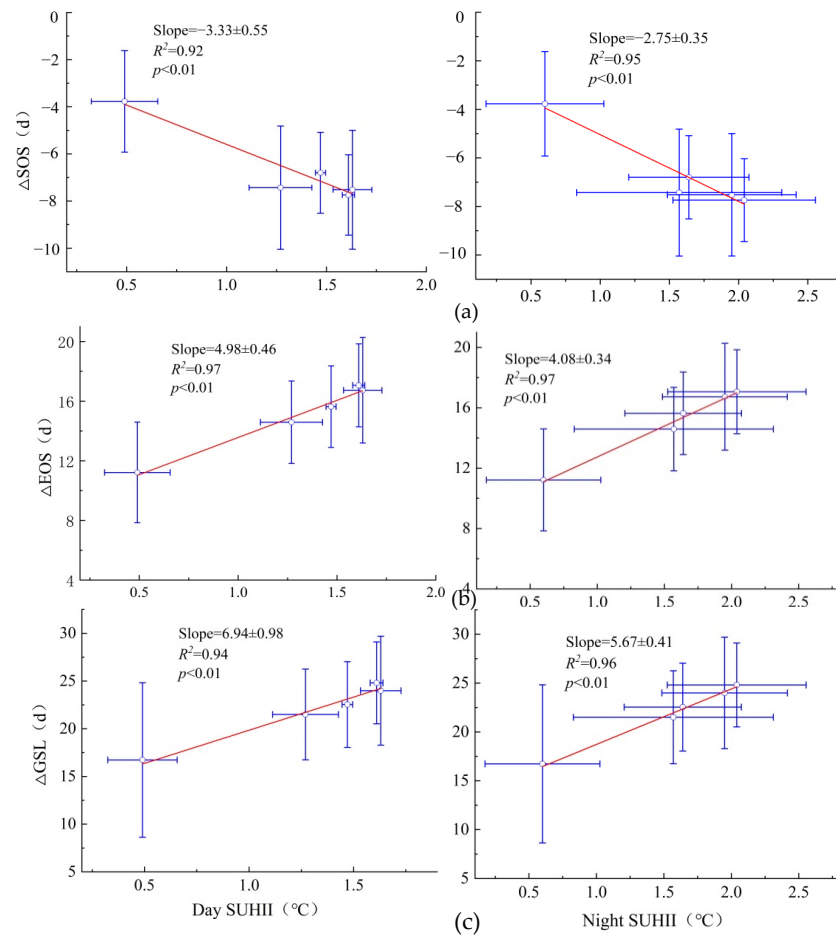 0
−2
−4
−6
−8
−10
△SOS（d）
Slope=−3.33±0.55
R²=0.92
p<0.01
0.5
1.0
1.5
2.0
0
−2
−4
−6
−8
−10
△SOS（d）
Slope=−2.75±0.35
R²=0.95
p<0.01
0.5
1.0
1.5
2.0
2.5
(a)
20
16
12
8
4
△EOS（d）
Slope=4.98±0.46
R²=0.97
p<0.01
0.5
1.0
1.5
2.0
20
16
12
8
4
△EOS（d）
Slope=4.08±0.34
R²=0.97
p<0.01
0.5
1.0
1.5
2.0
2.5
(b)
30
25
20
15
10
5
△GSL（d）
Slope=6.94±0.98
R²=0.94
p<0.01
0.5
1.0
1.5
Day SUHII（℃）
30
25
20
15
10
5
△GSL（d）
Slope=5.67±0.41
R²=0.96
p<0.01
0.5
1.0
1.5
2.0
2.5
Night SUHII（℃）
(c)